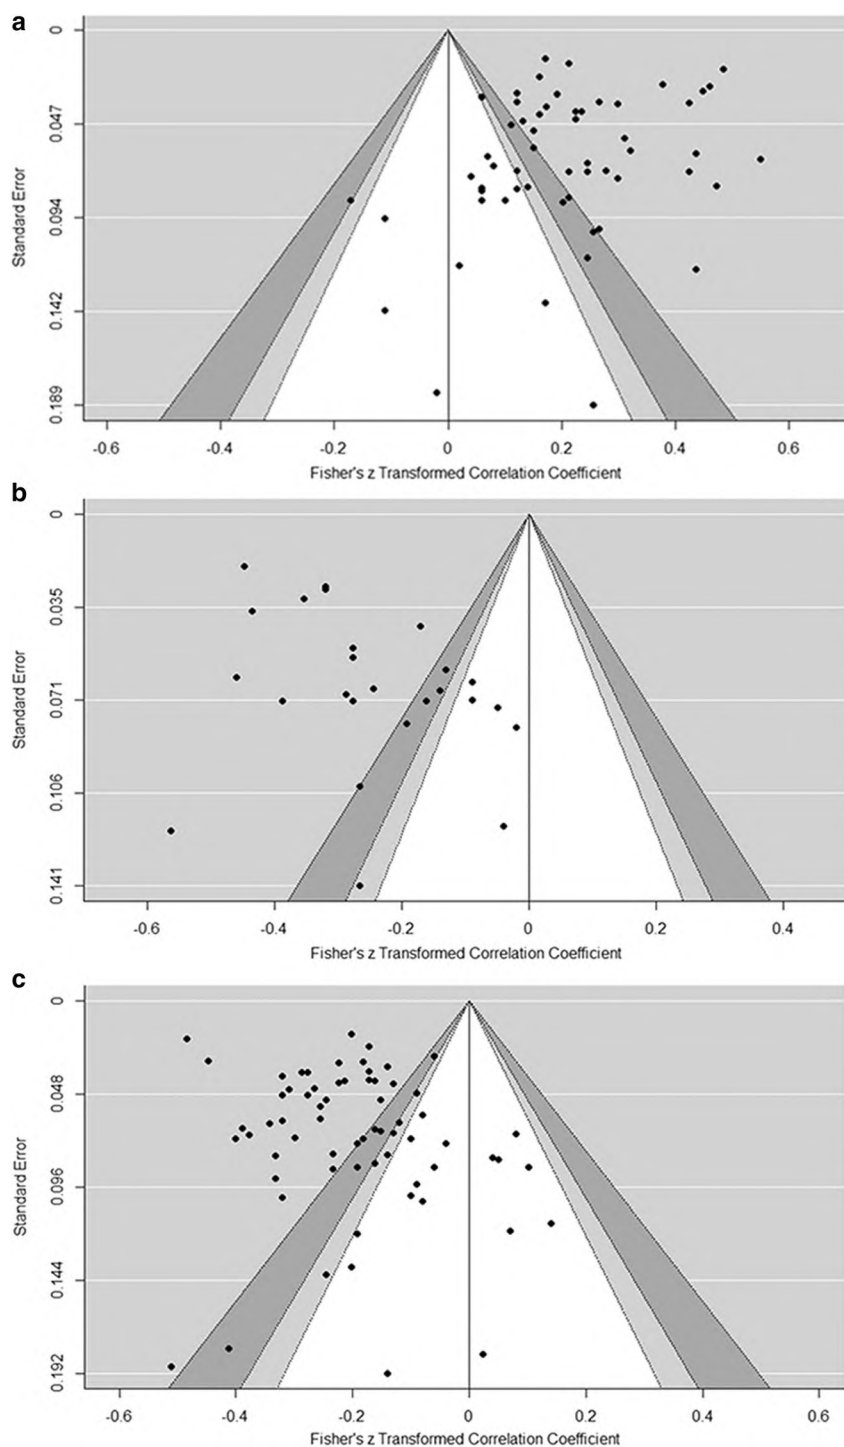 a
0
0.047
0.094
0.142
0.189
Standard Error
-0.6 -0.4 -0.2 0 0.2 0.4 0.6
Fisher's z Transformed Correlation Coefficient
b
0
0.035
0.071
0.106
0.141
Standard Error
-0.6 -0.4 -0.2 0 0.2 0.4
Fisher's z Transformed Correlation Coefficient
c
0
0.048
0.096
0.144
0.192
Standard Error
-0.6 -0.4 -0.2 0 0.2 0.4 0.6
Fisher's z Transformed Correlation Coefficient